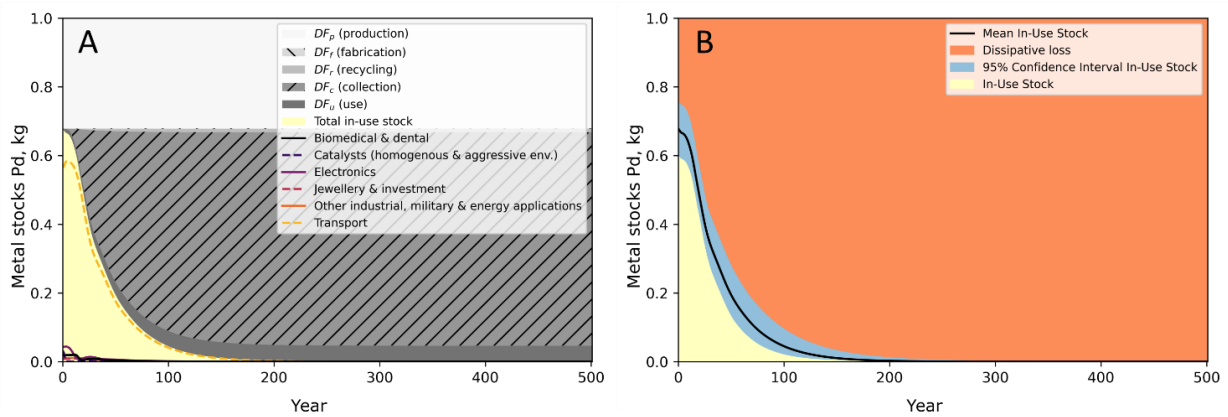 A
Metal stocks Pd, kg
1.0
0.8
0.6
0.4
0.2
0.0
DFp (production)
DFf (fabrication)
DFr (recycling)
DFc (collection)
DFu (use)
Total in-use stock
Biomedical & dental
Catalysts (homogenous & aggressive env.)
Electronics
Jewellery & investment
Other industrial, military & energy applications
Transport
0
100
200
300
400
500
Year
B
Metal stocks Pd, kg
1.0
0.8
0.6
0.4
0.2
0.0
Mean In-Use Stock
Dissipative loss
95% Confidence Interval In-Use Stock
In-Use Stock
0
100
200
300
400
500
Year